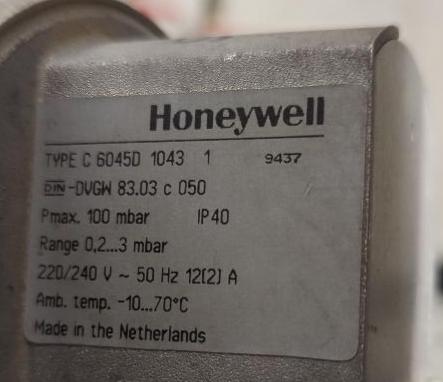 Honeywell
TYPE C 6045D 1043 1 9437
DIN-DVGW 83.03 c 050
Pmax. 100 mbar IP40
Range 0,2...3 mbar
220/240 V ~ 50 Hz 12(2) A
Amb. temp. -10...70°C
Made in the Netherlands